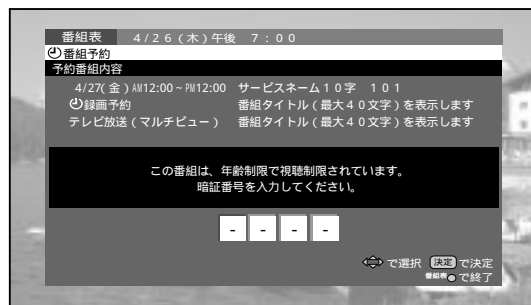 番組表 4/26(木)午後 7:00
番組予約
予約番組内容
4/27(金)AM12:00~PM12:00 サービスネーム10字 101
録画予約 番組タイトル(最大40文字)を表示します
テレビ放送(マルチビュー) 番組タイトル(最大40文字)を表示します
この番組は、年齢制限で視聴制限されています。
暗証番号を入力してください。
- - - -
で選択 決定 で決定
番組表 で終了